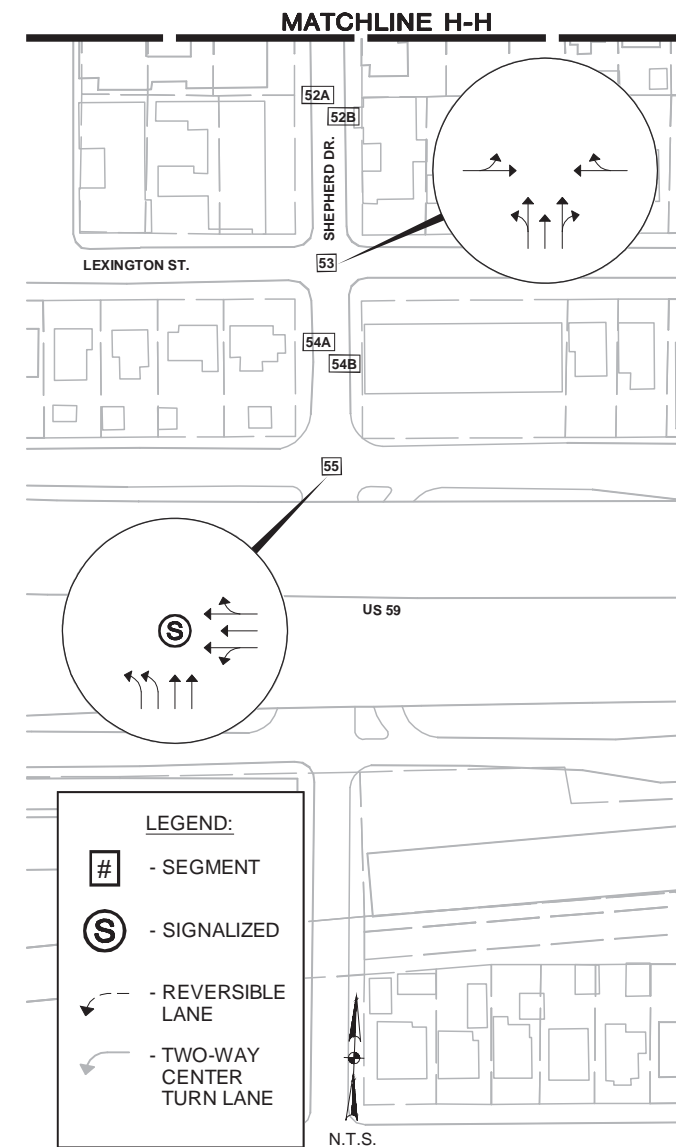 MATCHLINE H-H
52A
52B
SHEPHERD DR.
LEXINGTON ST.
53
54A
54B
55
US 59
S
LEGEND:
# - SEGMENT
S - SIGNALIZED
- REVERSIBLE
LANE
- TWO-WAY
CENTER
TURN LANE
N.T.S.